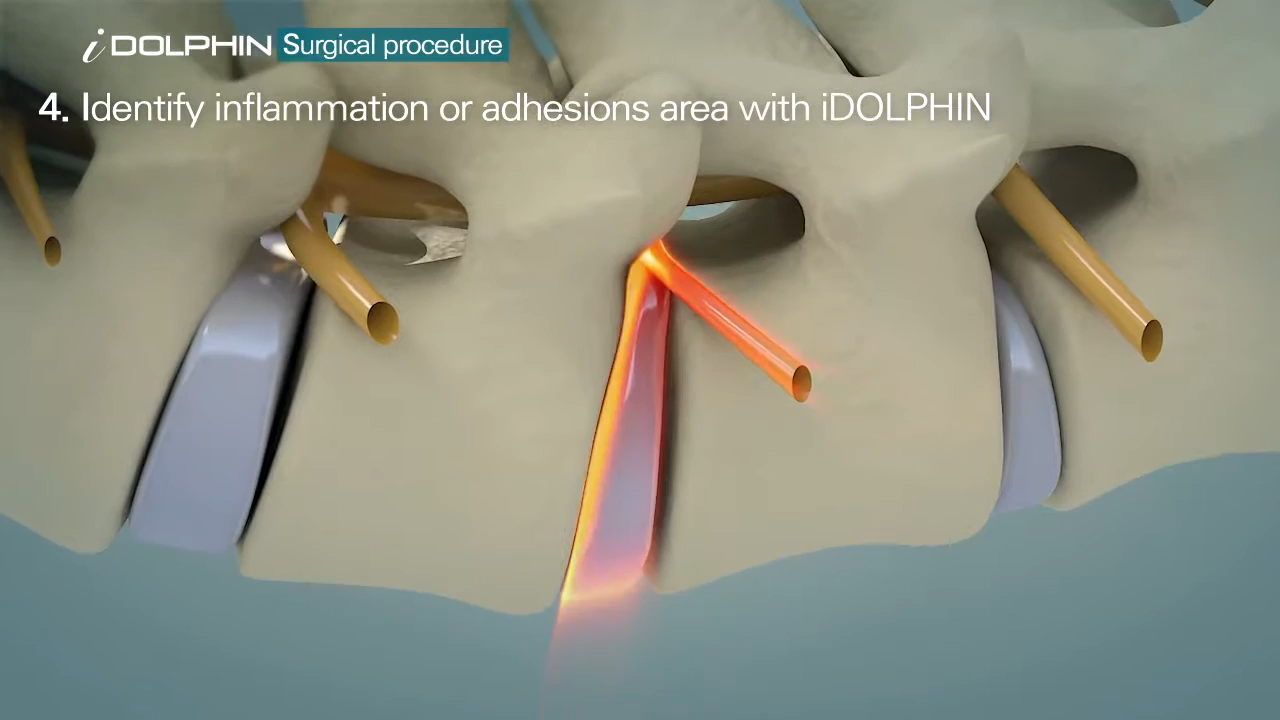 iDOLPHIN Surgical procedure
4. Identify inflammation or adhesions area with iDOLPHIN